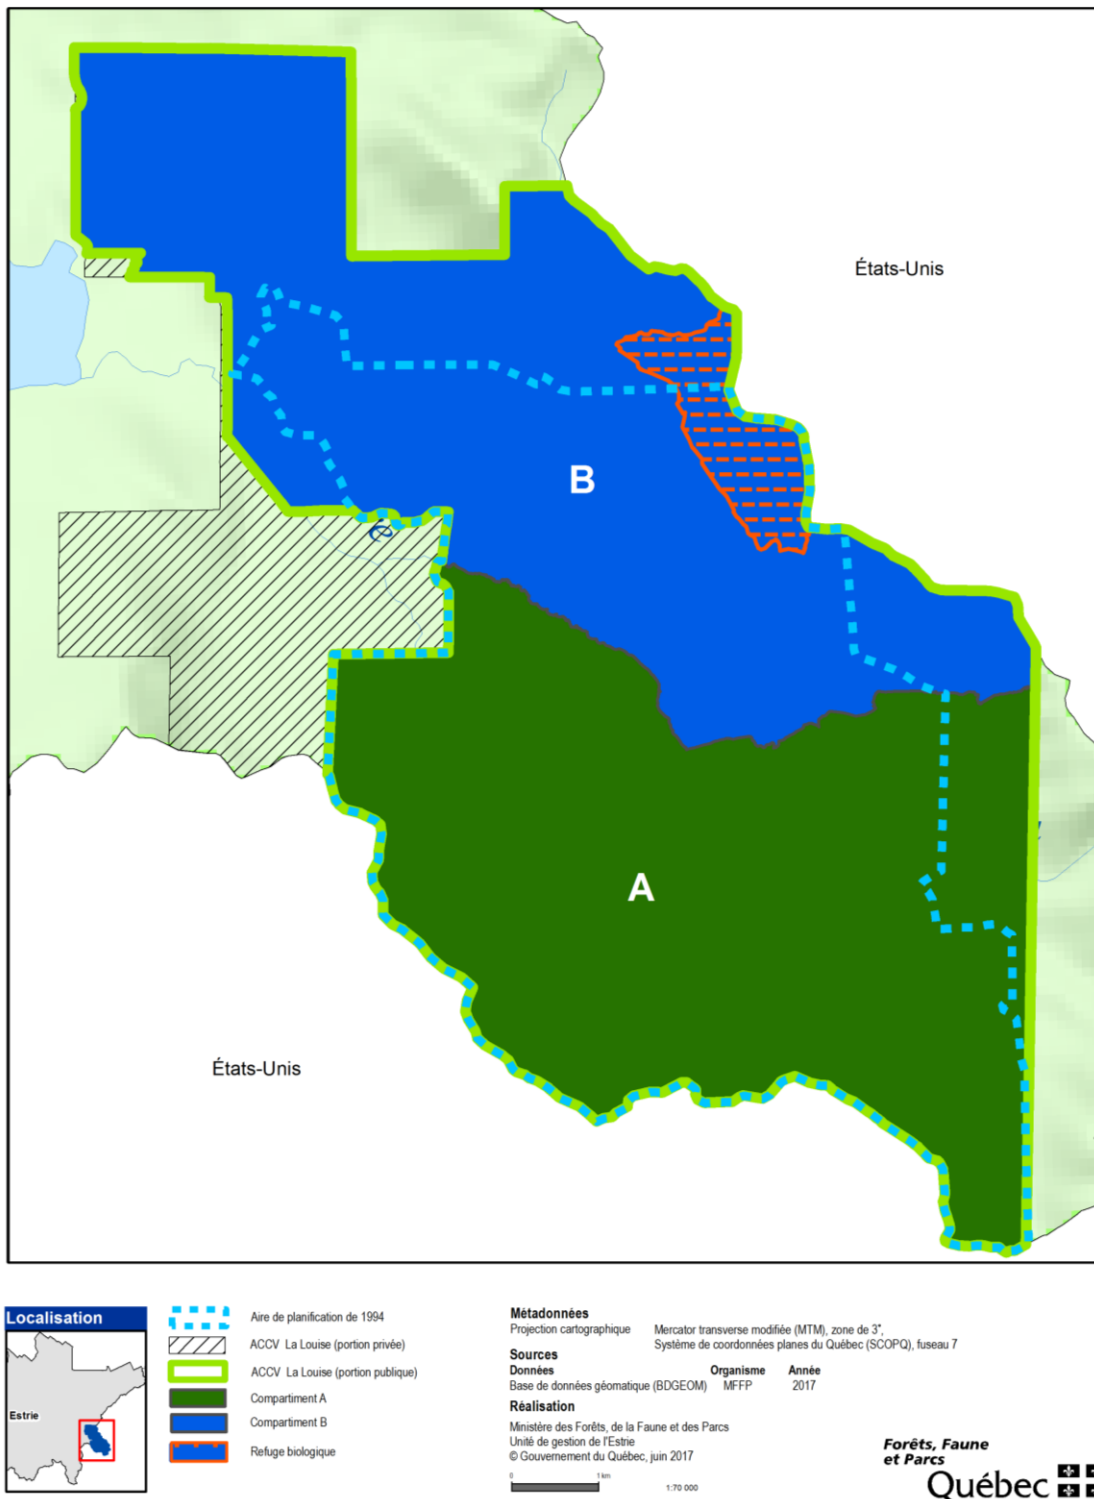 États-Unis
B
A
États-Unis
Localisation
Estrie
Aire de planification de 1994
ACCV La Louise (portion privée)
ACCV La Louise (portion publique)
Compartiment A
Compartiment B
Refuge biologique
Métadonnées
Projection cartographique Mercator transverse modifiée (MTM), zone de 3°,
Système de coordonnées planes du Québec (SCOPQ), fuseau 7
Sources
Données Organisme Année
Base de données géomatique (BDGEOM) MFFP 2017
Réalisation
Ministère des Forêts, de la Faune et des Parcs
Unité de gestion de l'Estrie
© Gouvernement du Québec, juin 2017
0 1 km 1:70 000
Forêts, Faune
et Parcs
Québec